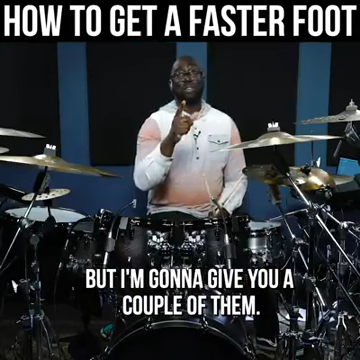 HOW TO GET A FASTER FOOT
BUT I'M GONNA GIVE YOU A
COUPLE OF THEM.